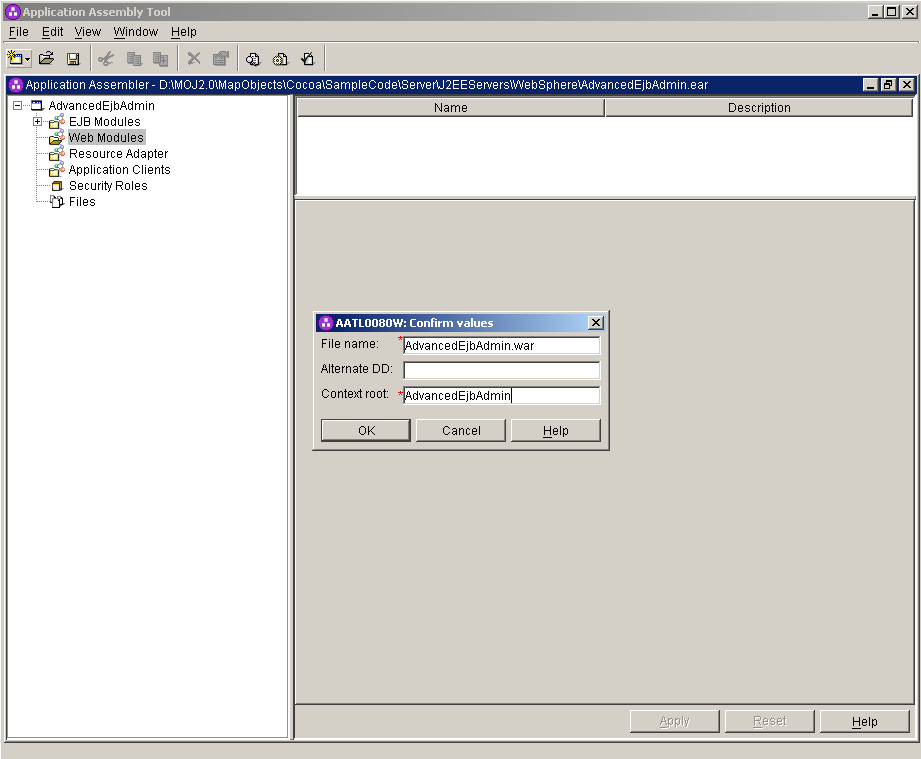 Application Assembly Tool
File Edit View Window Help
Application Assembler - D:\MOJ2.0\MapObjects\Cocoa\SampleCode\Server\J2EEServers\WebSphere\AdvancedEjbAdmin.ear
AdvancedEjbAdmin
EJB Modules
Web Modules
Resource Adapter
Application Clients
Security Roles
Files
Name Description
AATL0080W: Confirm values
File name: *AdvancedEjbAdmin.war
Alternate DD:
Context root: *AdvancedEjbAdmin
OK Cancel Help
Apply Reset Help